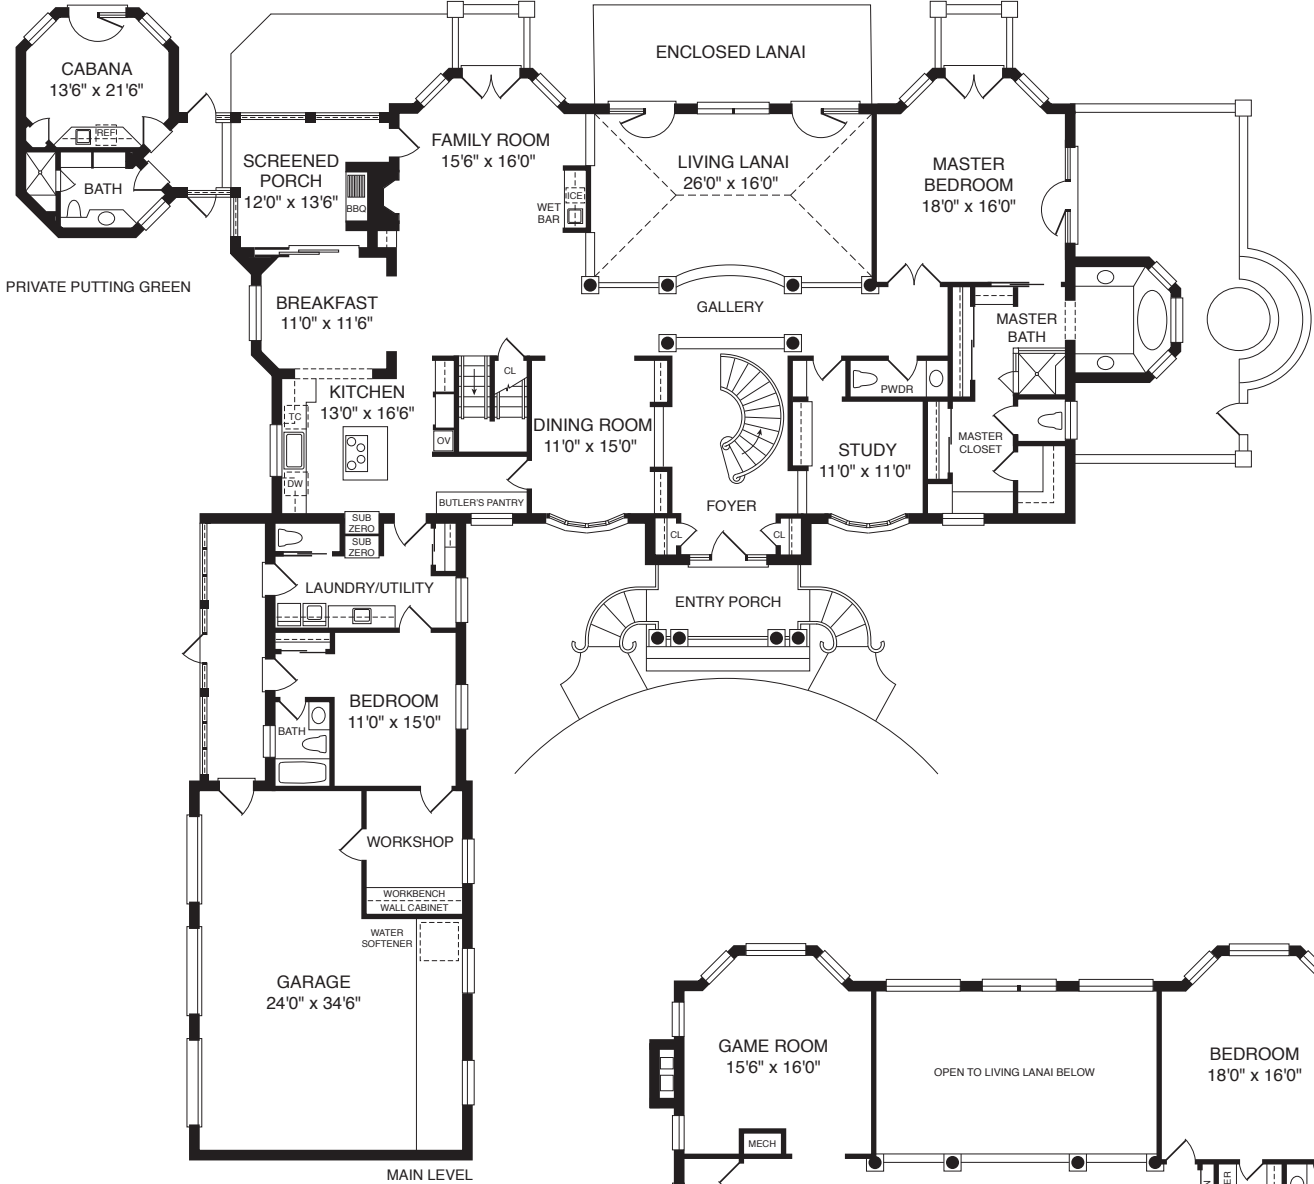 CABANA
13'6" x 21'6"
REF
BATH
PRIVATE PUTTING GREEN
SCREENED
PORCH
12'0" x 13'6"
BBQ
FAMILY ROOM
15'6" x 16'0"
WET
BAR
ICE
ENCLOSED LANAI
LIVING LANAI
26'0" x 16'0"
MASTER
BEDROOM
18'0" x 16'0"
BREAKFAST
11'0" x 11'6"
GALLERY
MASTER
BATH
CL
PWDR
KITCHEN
13'0" x 16'6"
TC
DW
OV
DINING ROOM
11'0" x 15'0"
STUDY
11'0" x 11'0"
MASTER
CLOSET
BUTLER'S PANTRY
FOYER
CL
CL
SUB
ZERO
SUB
ZERO
LAUNDRY/UTILITY
ENTRY PORCH
BEDROOM
11'0" x 15'0"
BATH
WORKSHOP
WORKBENCH
WALL CABINET
WATER
SOFTENER
GARAGE
24'0" x 34'6"
MAIN LEVEL
GAME ROOM
15'6" x 16'0"
OPEN TO LIVING LANAI BELOW
BEDROOM
18'0" x 16'0"
MECH